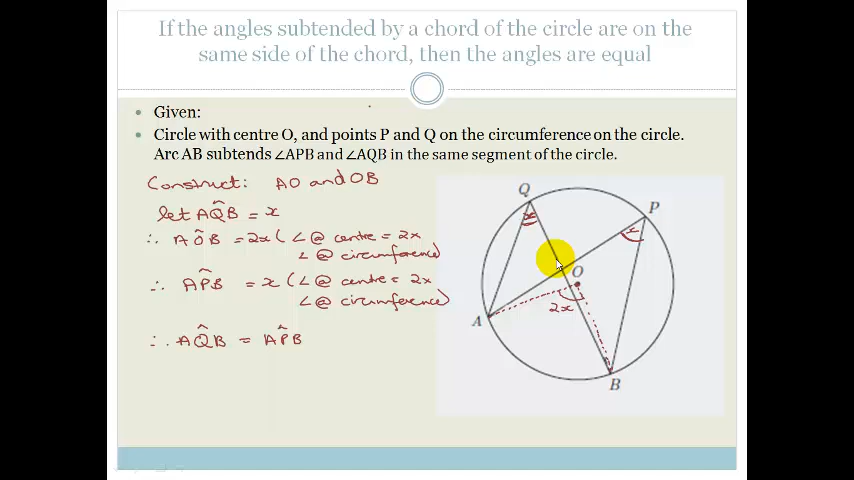 If the angles subtended by a chord of the circle are on the
same side of the chord, then the angles are equal
• Given:
• Circle with centre O, and points P and Q on the circumference on the circle.
Arc AB subtends ∠APB and ∠AQB in the same segment of the circle.
Construct: AO and OB
let AQ̂B = x
∴ AÔB = 2x (∠ @ centre = 2x
∠ @ circumference)
∴ AP̂B = x (∠ @ centre = 2x
∠ @ circumference)
∴ AQ̂B = AP̂B
Q
P
x
x
O
2x
A
B